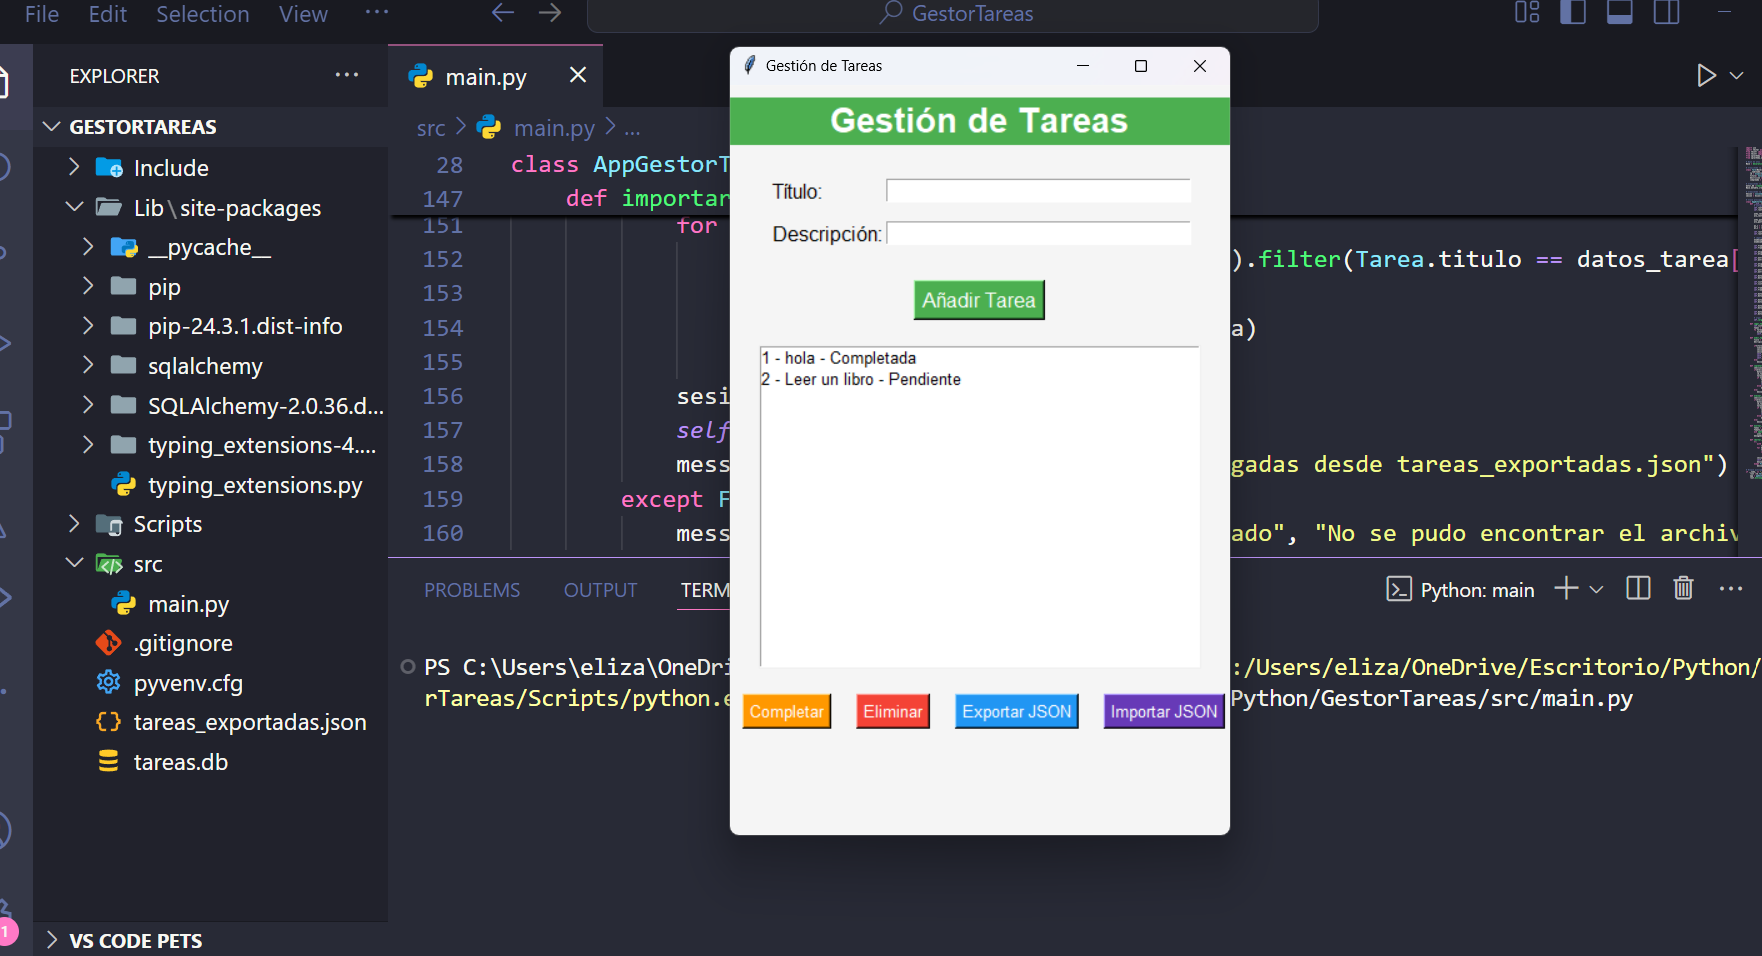 File Edit Selection View ··· GestorTareas
EXPLORER ···
GESTORTAREAS
Include
Lib\site-packages
__pycache__
pip
pip-24.3.1.dist-info
sqlalchemy
SQLAlchemy-2.0.36.d...
typing_extensions-4....
typing_extensions.py
Scripts
src
main.py
.gitignore
pyvenv.cfg
tareas_exportadas.json
tareas.db
VS CODE PETS
1
main.py
src > main.py > ...
28 class AppGestorT
147 def importar
151 for
152 ).filter(Tarea.titulo == datos_tarea[
153
154 a)
155
156 sesi
157 self
158 mess gadas desde tareas_exportadas.json")
159 except F
160 mess ado", "No se pudo encontrar el archiv
PROBLEMS OUTPUT TERM Python: main ···
PS C:\Users\eliza\OneDri :/Users/eliza/OneDrive/Escritorio/Python/
rTareas/Scripts/python.e Python/GestorTareas/src/main.py
Gestión de Tareas
Gestión de Tareas
Título:
Descripción:
Añadir Tarea
1 - hola - Completada
2 - Leer un libro - Pendiente
Completar Eliminar Exportar JSON Importar JSON